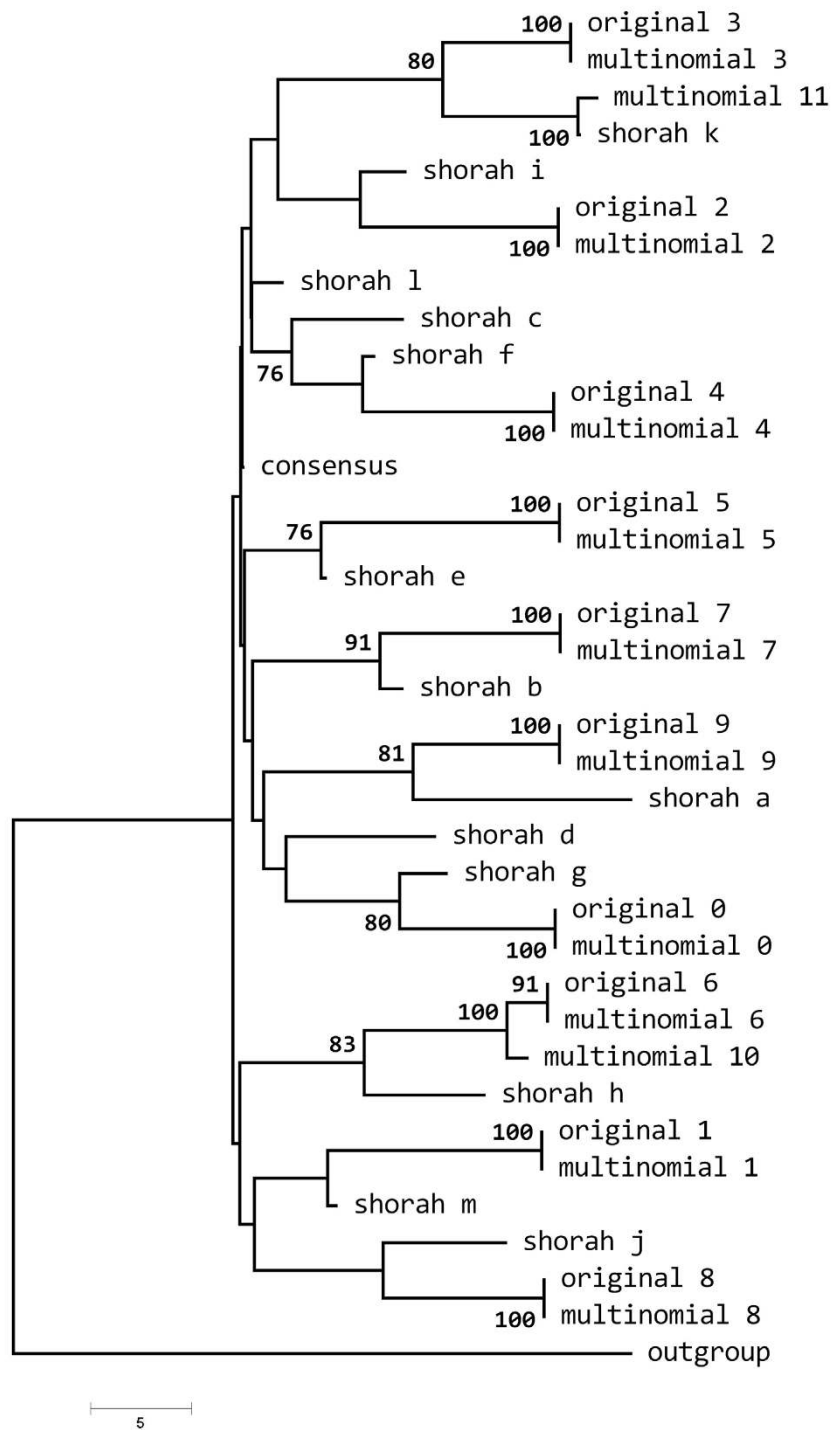 100 original 3
80 multinomial 3
multinomial 11
100 shorah k
shorah i
original 2
100 multinomial 2
shorah l
shorah c
shorah f
76
original 4
100 multinomial 4
consensus
100 original 5
76 multinomial 5
shorah e
100 original 7
91 multinomial 7
shorah b
100 original 9
81 multinomial 9
shorah a
shorah d
shorah g
original 0
80
100 multinomial 0
91 original 6
100 multinomial 6
83 multinomial 10
shorah h
100 original 1
multinomial 1
shorah m
shorah j
original 8
100 multinomial 8
outgroup
5